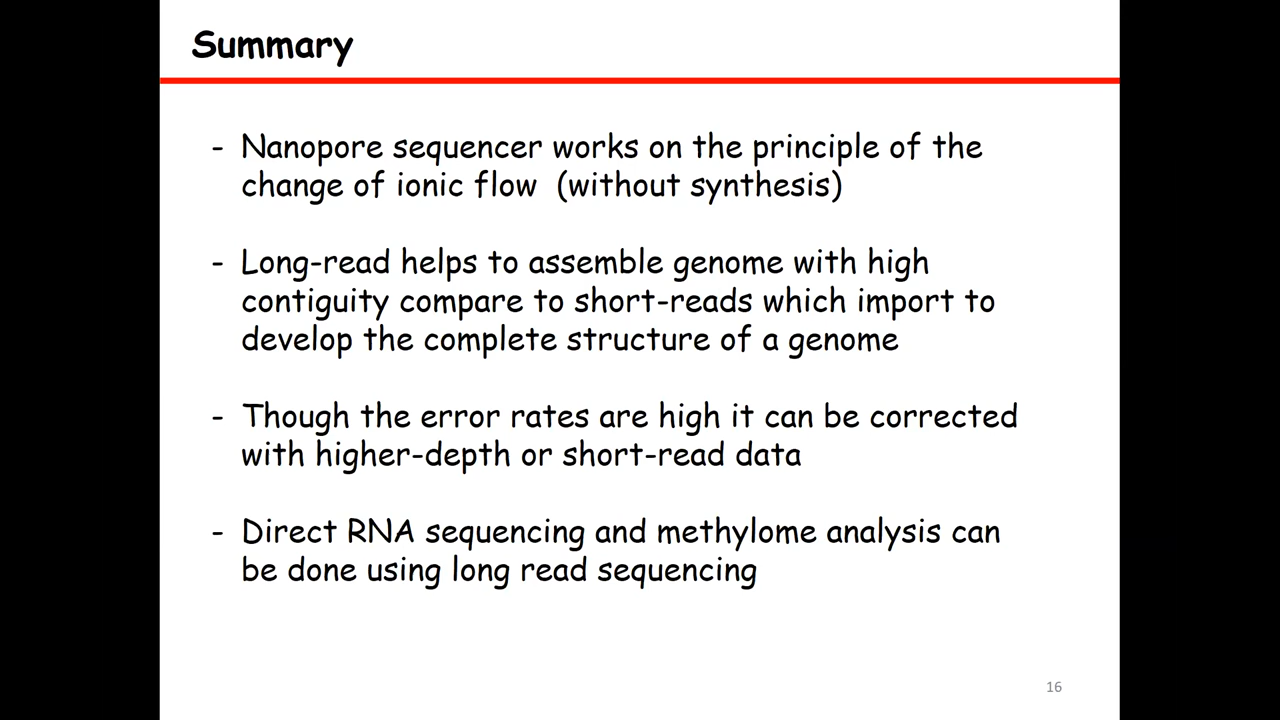 Summary
- Nanopore sequencer works on the principle of the
change of ionic flow (without synthesis)
- Long-read helps to assemble genome with high
contiguity compare to short-reads which import to
develop the complete structure of a genome
- Though the error rates are high it can be corrected
with higher-depth or short-read data
- Direct RNA sequencing and methylome analysis can
be done using long read sequencing
16